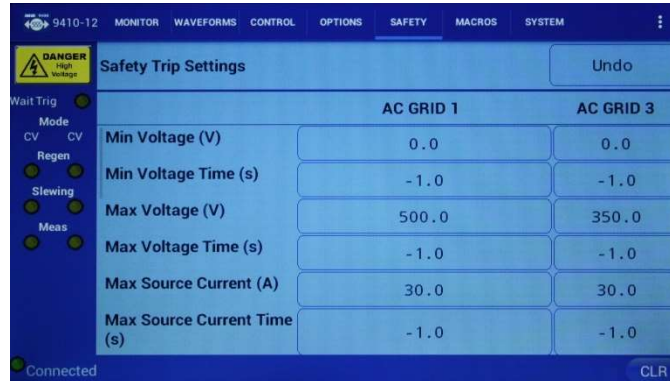 9410-12 MONITOR WAVEFORMS CONTROL OPTIONS SAFETY MACROS SYSTEM
DANGER
High
Voltage
Safety Trip Settings
Undo
Wait Trig
Mode
CV CV
Regen
Slewing
Meas
AC GRID 1 AC GRID 3
Min Voltage (V) 0.0 0.0
Min Voltage Time (s) -1.0 -1.0
Max Voltage (V) 500.0 350.0
Max Voltage Time (s) -1.0 -1.0
Max Source Current (A) 30.0 30.0
Max Source Current Time
(s) -1.0 -1.0
Connected
CLR